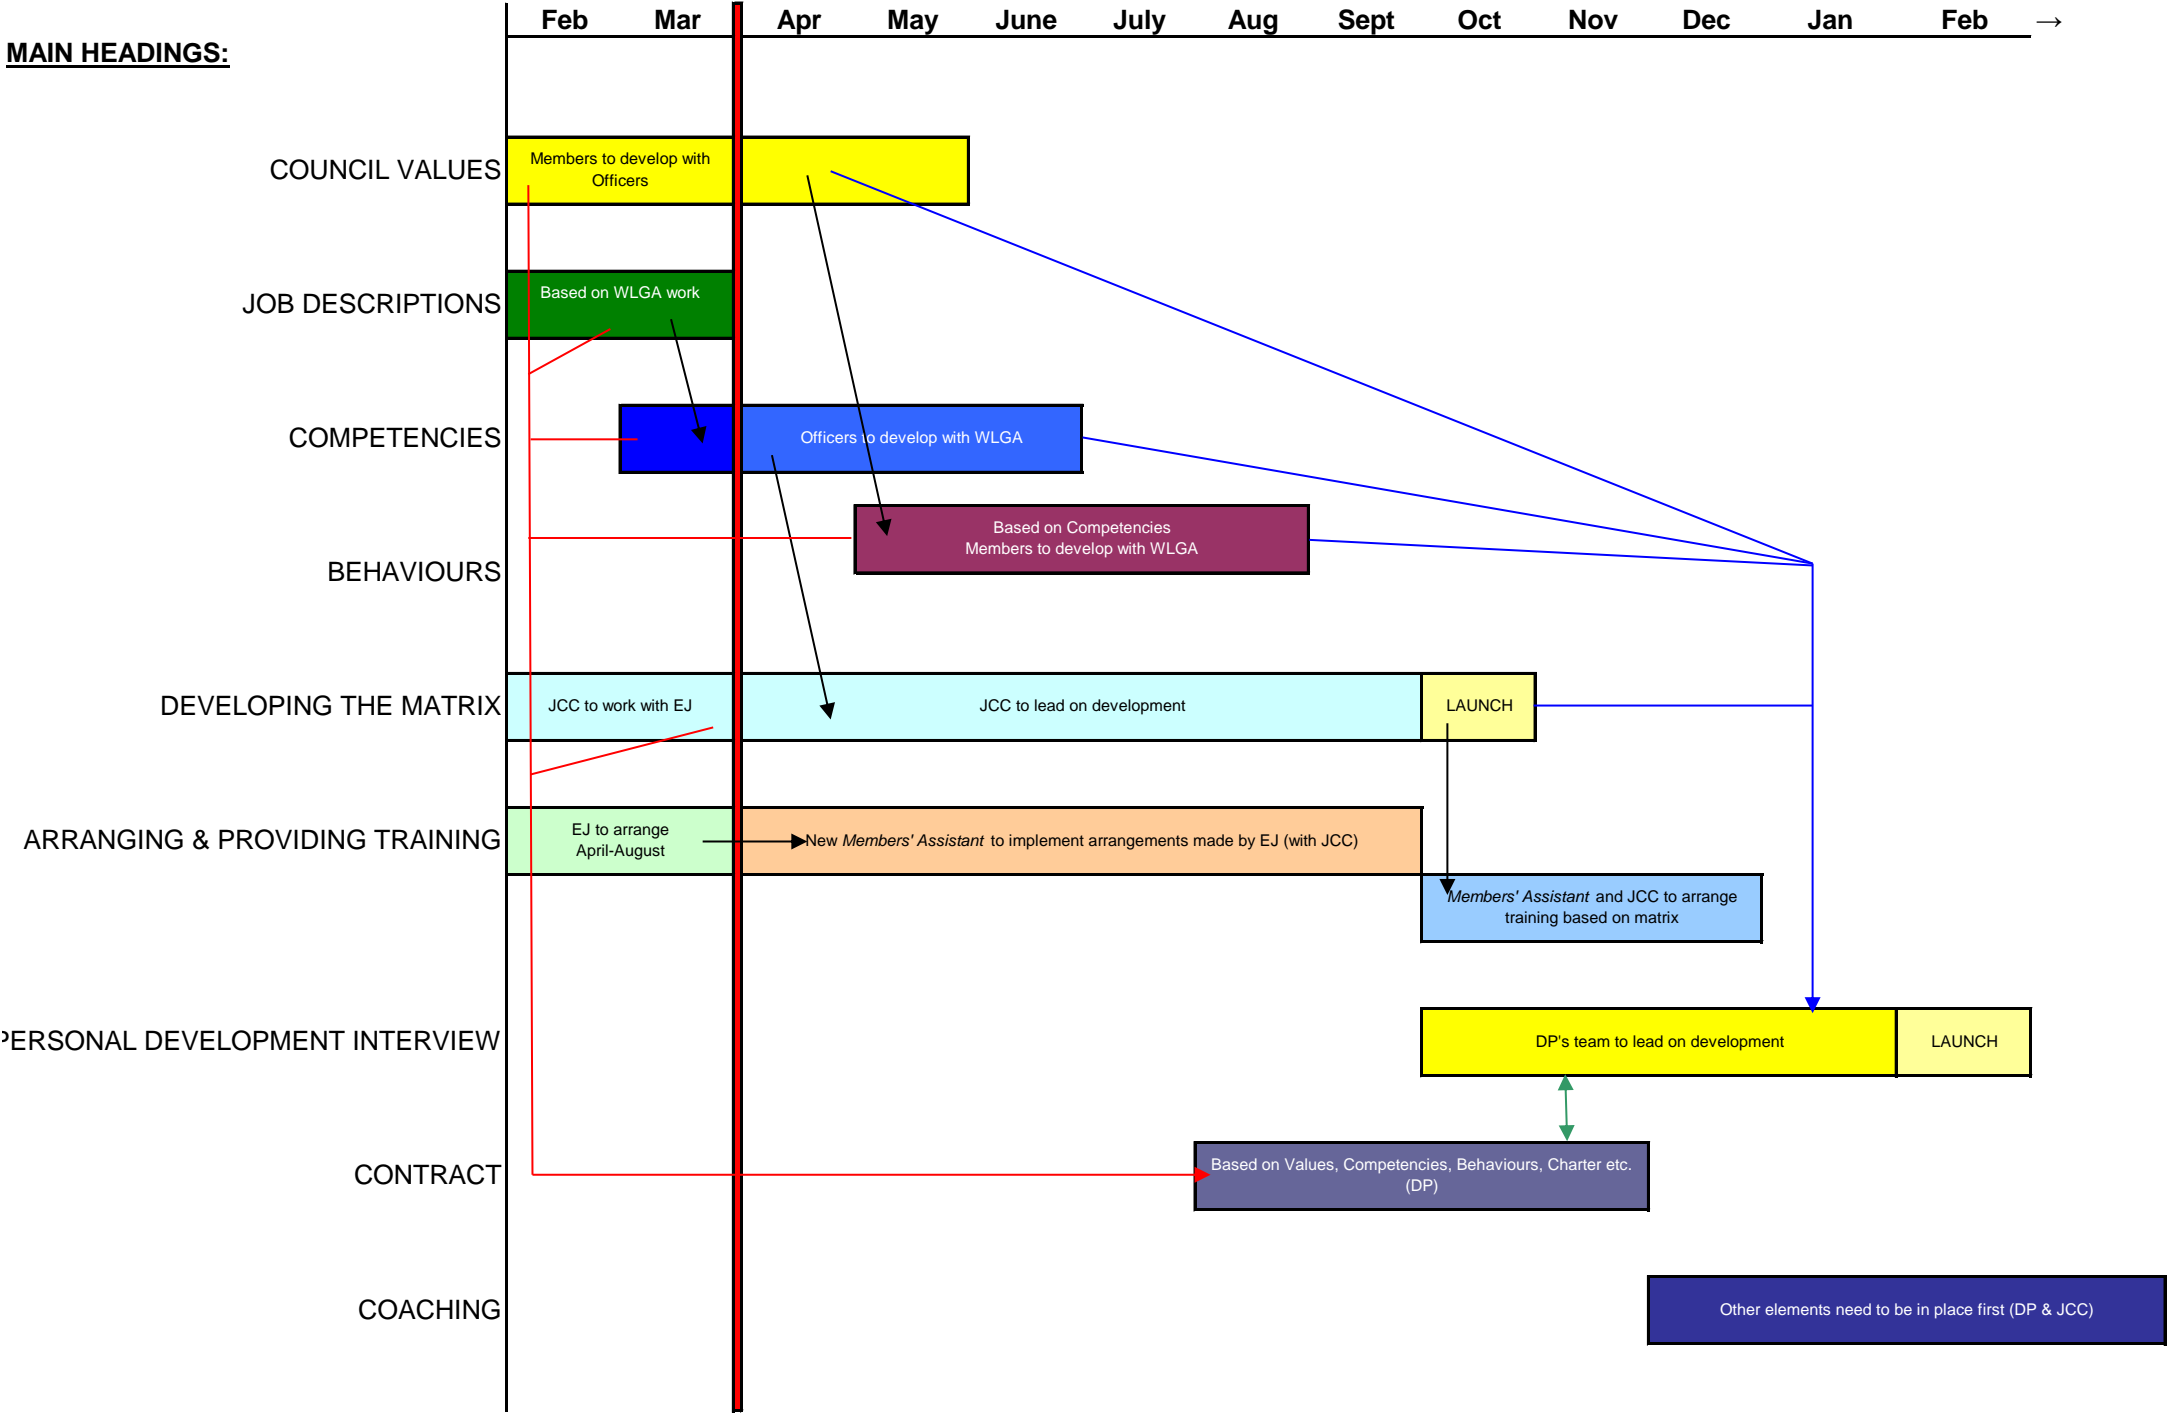 Feb Mar Apr May June July Aug Sept Oct Nov Dec Jan Feb →
MAIN HEADINGS:
COUNCIL VALUES
Members to develop with
Officers
JOB DESCRIPTIONS
Based on WLGA work
COMPETENCIES
Officers to develop with WLGA
BEHAVIOURS
Based on Competencies
Members to develop with WLGA
DEVELOPING THE MATRIX
JCC to work with EJ
JCC to lead on development
LAUNCH
ARRANGING & PROVIDING TRAINING
EJ to arrange
April-August
New Members' Assistant to implement arrangements made by EJ (with JCC)
Members' Assistant and JCC to arrange
training based on matrix
PERSONAL DEVELOPMENT INTERVIEW
DP's team to lead on development
LAUNCH
CONTRACT
Based on Values, Competencies, Behaviours, Charter etc.
(DP)
COACHING
Other elements need to be in place first (DP & JCC)